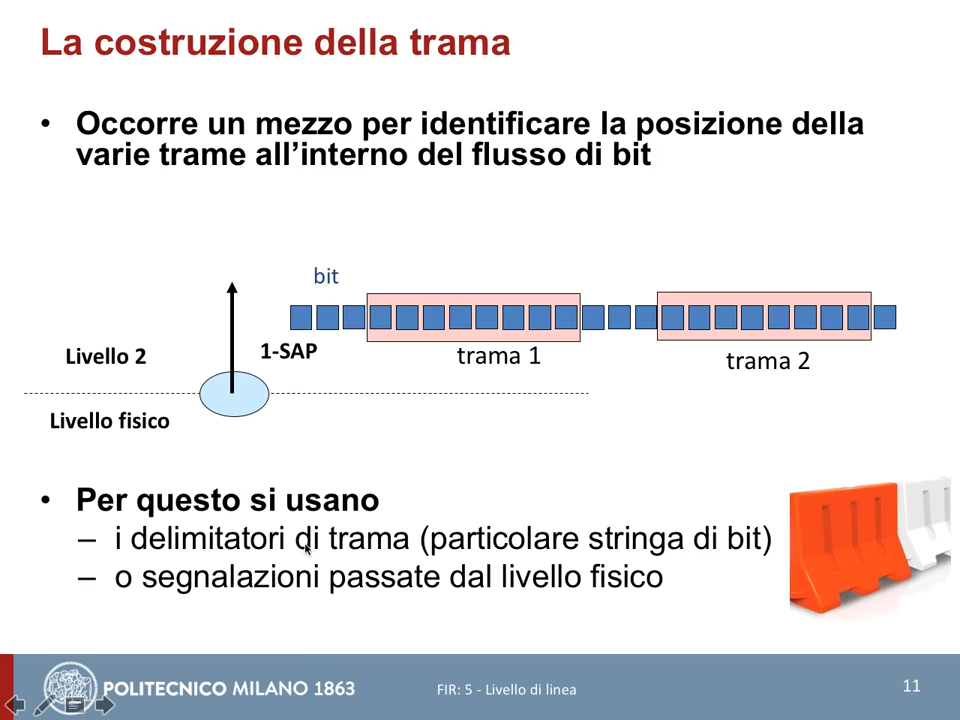 La costruzione della trama
• Occorre un mezzo per identificare la posizione della
varie trame all’interno del flusso di bit
bit
1-SAP
trama 1
trama 2
Livello 2
Livello fisico
• Per questo si usano
– i delimitatori di trama (particolare stringa di bit)
– o segnalazioni passate dal livello fisico
POLITECNICO MILANO 1863
FIR: 5 - Livello di linea
11